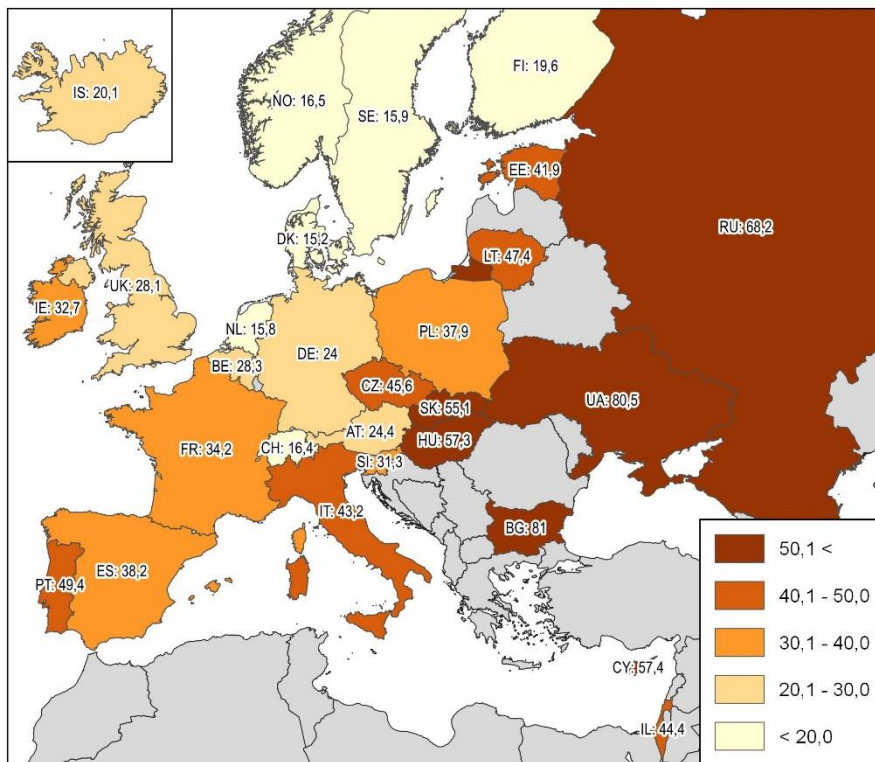 IS: 20,1
FI: 19,6
NO: 16,5
SE: 15,9
EE: 41,9
RU: 68,2
DK: 15,2
LT: 47,4
UK: 28,1
IE: 32,7
NL: 15,8
PL: 37,9
DE: 24
BE: 28,3
CZ: 45,6
UA: 80,5
SK: 55,1
AT: 24,4
HU: 57,3
FR: 34,2
CH: 16,4
SI: 31,3
IT: 43,2
BG: 81
ES: 38,2
PT: 49,4
CY: 57,4
IL: 44,4
50,1 <
40,1 - 50,0
30,1 - 40,0
20,1 - 30,0
< 20,0